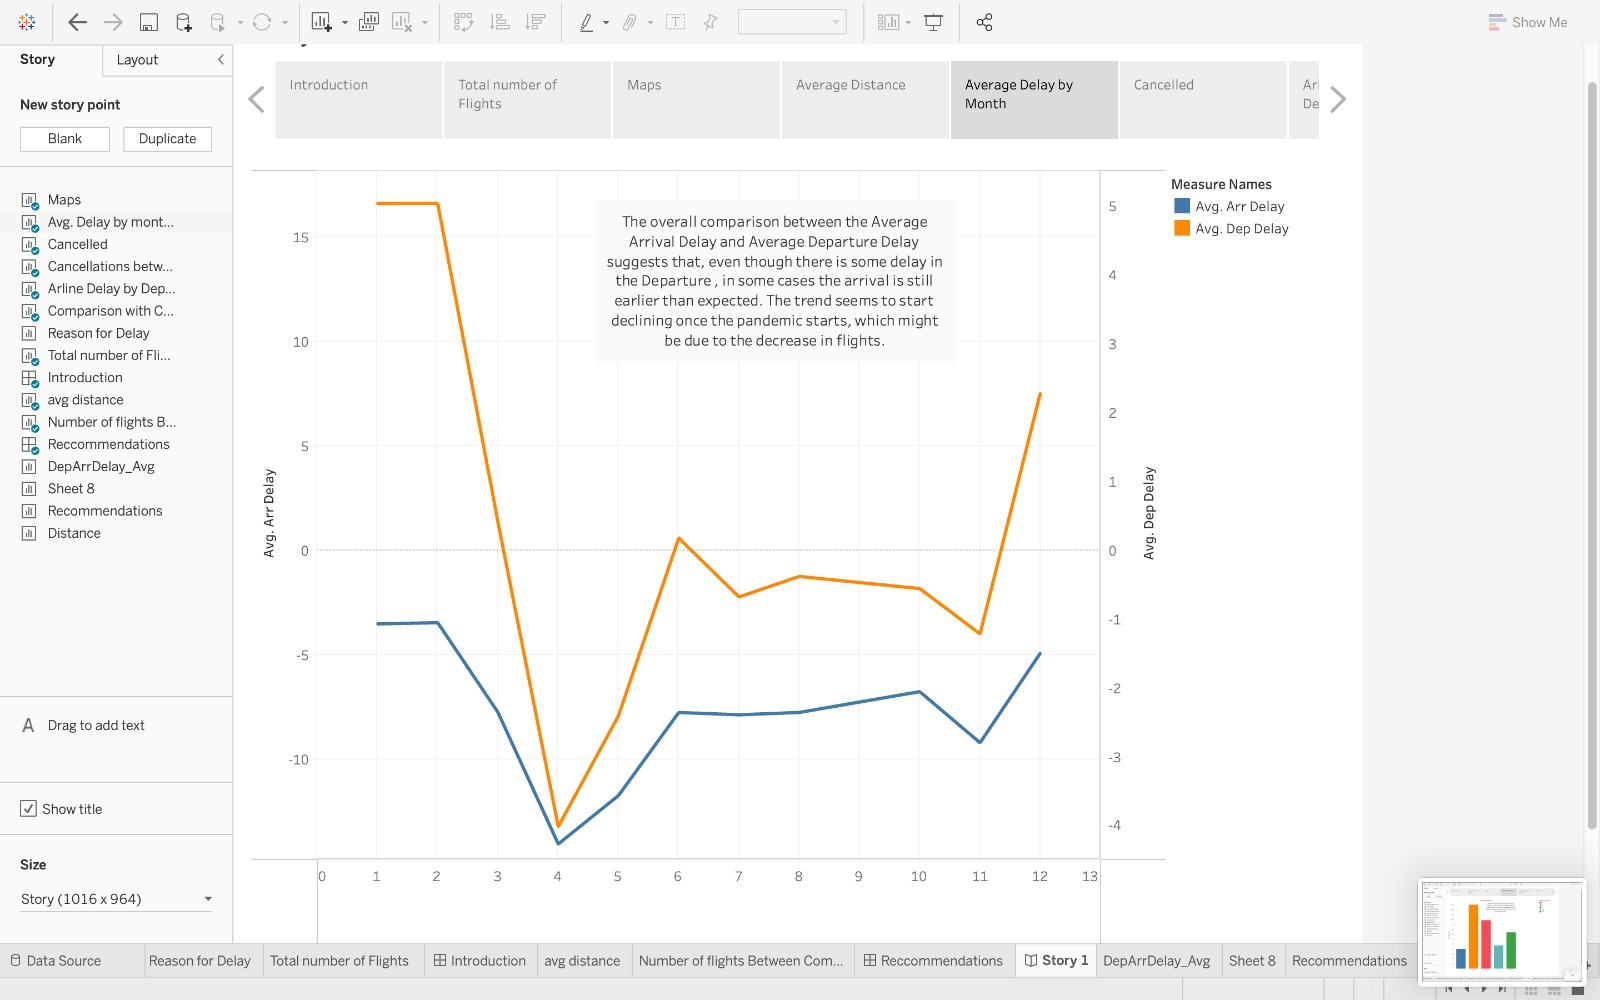 Show Me
Story
Layout
New story point
Blank
Duplicate
Maps
Avg. Delay by mont...
Cancelled
Cancellations betw...
Arline Delay by Dep...
Comparison with C...
Reason for Delay
Total number of Fli...
Introduction
avg distance
Number of flights B...
Reccommendations
DepArrDelay_Avg
Sheet 8
Recommendations
Distance
A Drag to add text
Show title
Size
Story (1016 x 964)
Introduction
Total number of
Flights
Maps
Average Distance
Average Delay by
Month
Cancelled
The overall comparison between the Average
Arrival Delay and Average Departure Delay
suggests that, even though there is some delay in
the Departure , in some cases the arrival is still
earlier than expected. The trend seems to start
declining once the pandemic starts, which might
be due to the decrease in flights.
Measure Names
Avg. Arr Delay
Avg. Dep Delay
Avg. Arr Delay
15
10
5
0
-5
-10
Avg. Dep Delay
5
4
3
2
1
0
-1
-2
-3
-4
0 1 2 3 4 5 6 7 8 9 10 11 12 13
Data Source
Reason for Delay
Total number of Flights
Introduction
avg distance
Number of flights Between Com...
Reccommendations
Story 1
DepArrDelay_Avg
Sheet 8
Recommendations